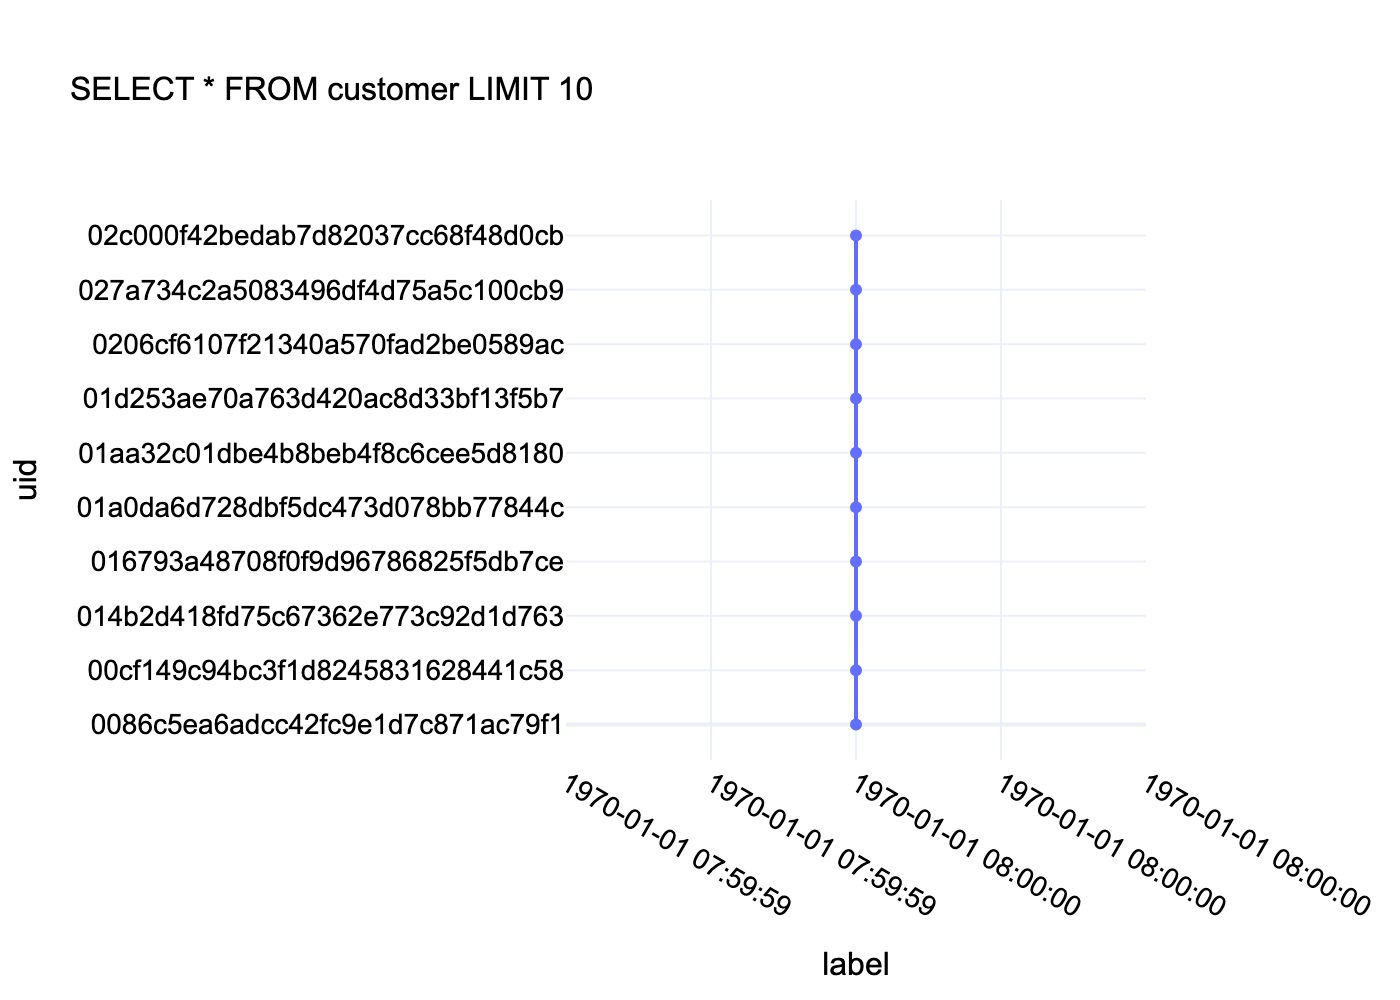 SELECT * FROM customer LIMIT 10
02c000f42bedab7d82037cc68f48d0cb
027a734c2a5083496df4d75a5c100cb9
0206cf6107f21340a570fad2be0589ac
01d253ae70a763d420ac8d33bf13f5b7
01aa32c01dbe4b8beb4f8c6cee5d8180
01a0da6d728dbf5dc473d078bb77844c
016793a48708f0f9d96786825f5db7ce
014b2d418fd75c67362e773c92d1d763
00cf149c94bc3f1d8245831628441c58
0086c5ea6adcc42fc9e1d7c871ac79f1
uid
1970-01-01 07:59:59
1970-01-01 07:59:59
1970-01-01 08:00:00
1970-01-01 08:00:00
1970-01-01 08:00:00
label